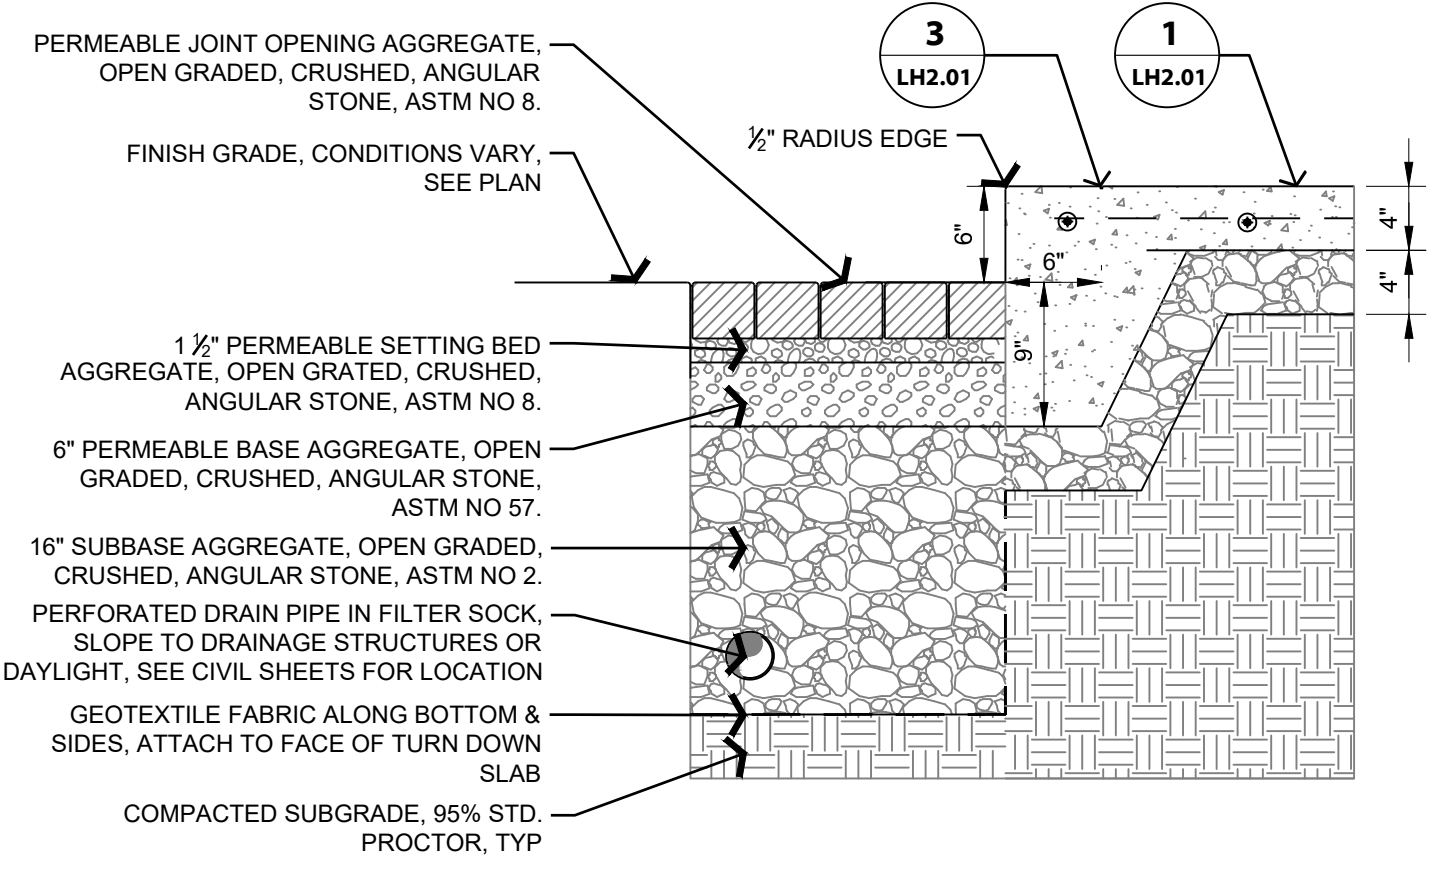 PERMEABLE JOINT OPENING AGGREGATE,
OPEN GRADED, CRUSHED, ANGULAR
STONE, ASTM NO 8.
FINISH GRADE, CONDITIONS VARY,
SEE PLAN
3
LH2.01
1
LH2.01
½" RADIUS EDGE
6"
6"
9"
4"
4"
1 ½" PERMEABLE SETTING BED
AGGREGATE, OPEN GRATED, CRUSHED,
ANGULAR STONE, ASTM NO 8.
6" PERMEABLE BASE AGGREGATE, OPEN
GRADED, CRUSHED, ANGULAR STONE,
ASTM NO 57.
16" SUBBASE AGGREGATE, OPEN GRADED,
CRUSHED, ANGULAR STONE, ASTM NO 2.
PERFORATED DRAIN PIPE IN FILTER SOCK,
SLOPE TO DRAINAGE STRUCTURES OR
DAYLIGHT, SEE CIVIL SHEETS FOR LOCATION
GEOTEXTILE FABRIC ALONG BOTTOM &
SIDES, ATTACH TO FACE OF TURN DOWN
SLAB
COMPACTED SUBGRADE, 95% STD.
PROCTOR, TYP